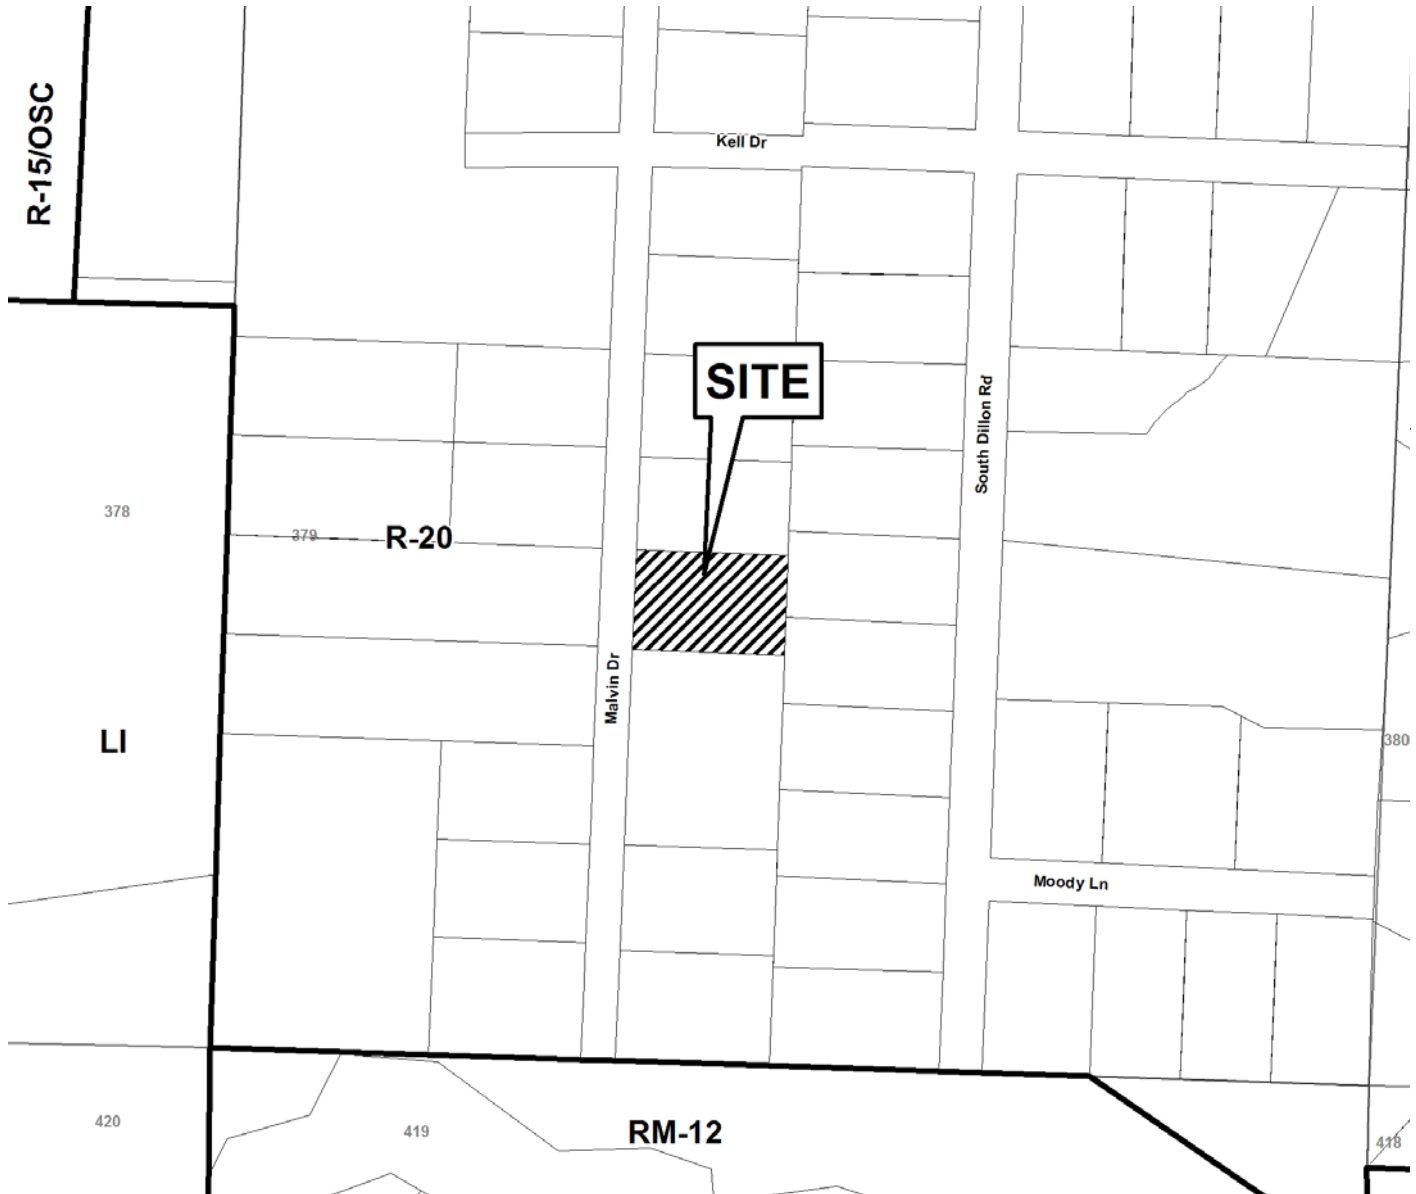 R-15/OSC
Kell Dr
SITE
South Dillon Rd
378
379
R-20
Malvin Dr
LI
380
Moody Ln
420
419
RM-12
418